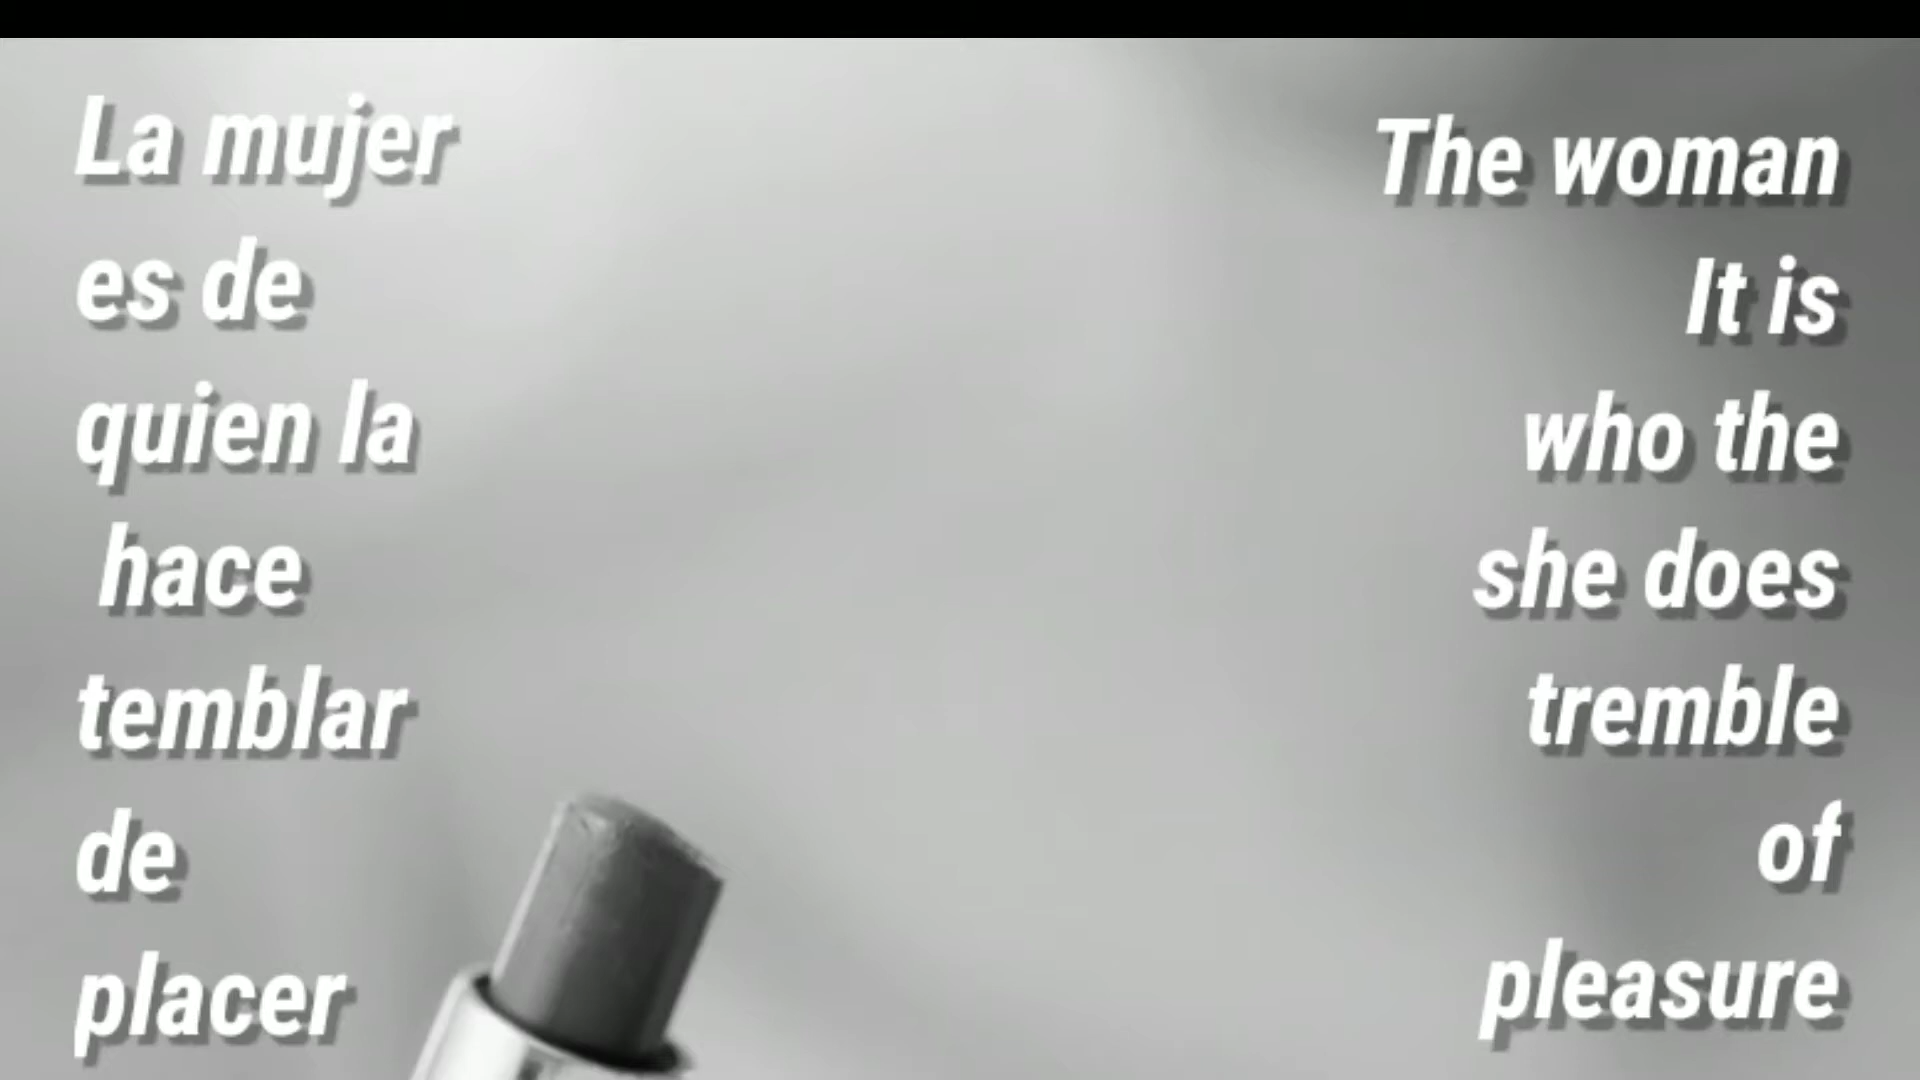 La mujer
es de
quien la
hace
temblar
de
placer
The woman
It is
who the
she does
tremble
of
pleasure